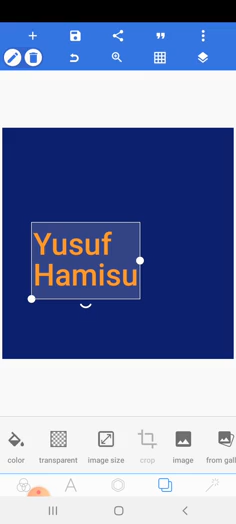 Yusuf
Hamisu
color
transparent
image size
crop
image
from gall